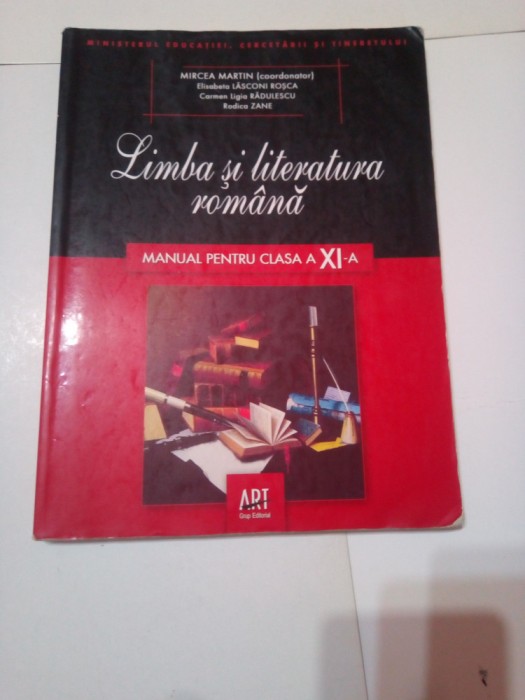 MINISTERUL EDUCAȚIEI, CERCETĂRII ȘI TINERETULUI
MIRCEA MARTIN (coordonator)
Elisabeta LĂSCONI ROȘCA
Carmen Ligia RĂDULESCU
Rodica ZANE
Limba și literatura
română
MANUAL PENTRU CLASA A XI-A
ART
Grup Editorial